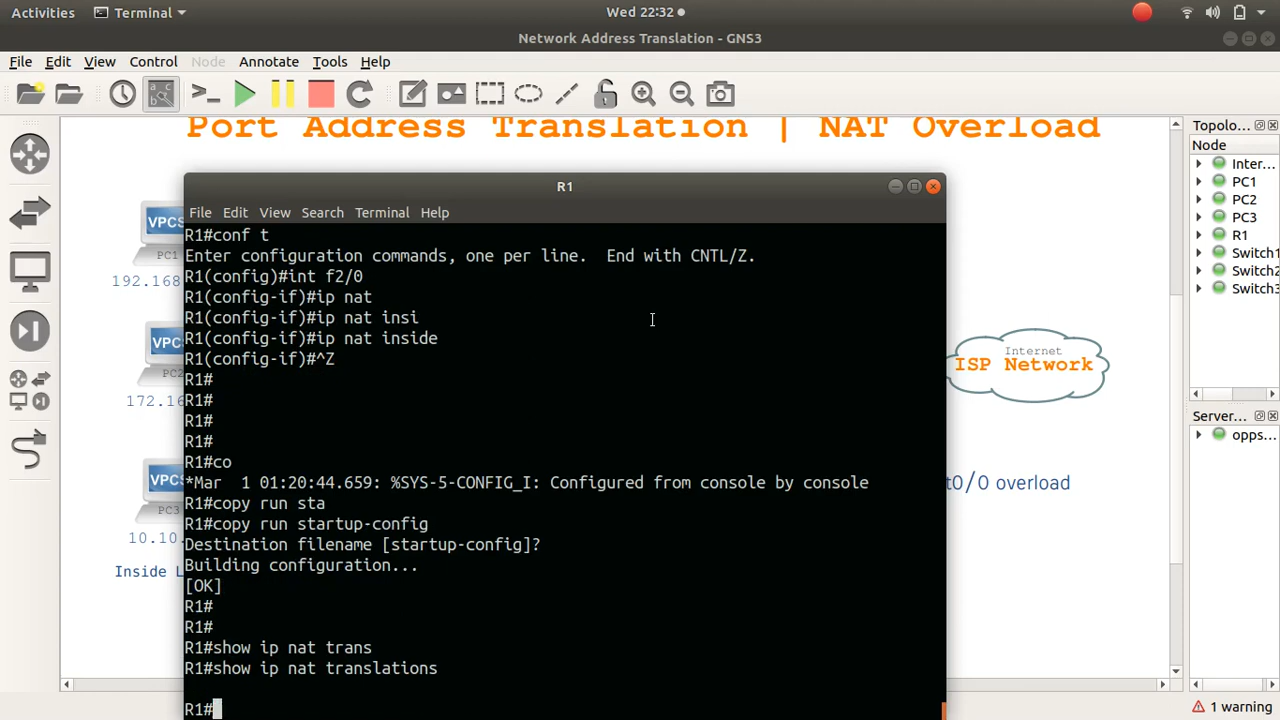 Activities Terminal Wed 22:32
Network Address Translation - GNS3
File Edit View Control Node Annotate Tools Help
Port Address Translation | NAT Overload
Topolo...
Node
Inter...
PC1
PC2
PC3
R1
Switch1
Switch2
Switch3
Server...
opps...
VPCS
PC1
192.168
VPCS
PC2
172.16
VPCS
PC3
10.10.
Inside L
R1
File Edit View Search Terminal Help
R1#conf t
Enter configuration commands, one per line.  End with CNTL/Z.
R1(config)#int f2/0
R1(config-if)#ip nat
R1(config-if)#ip nat insi
R1(config-if)#ip nat inside
R1(config-if)#^Z
R1#
R1#
R1#
R1#
R1#co
*Mar  1 01:20:44.659: %SYS-5-CONFIG_I: Configured from console by console
R1#copy run sta
R1#copy run startup-config
Destination filename [startup-config]?
Building configuration...
[OK]
R1#
R1#
R1#show ip nat trans
R1#show ip nat translations
R1#
Internet
ISP Network
t0/0 overload
1 warning